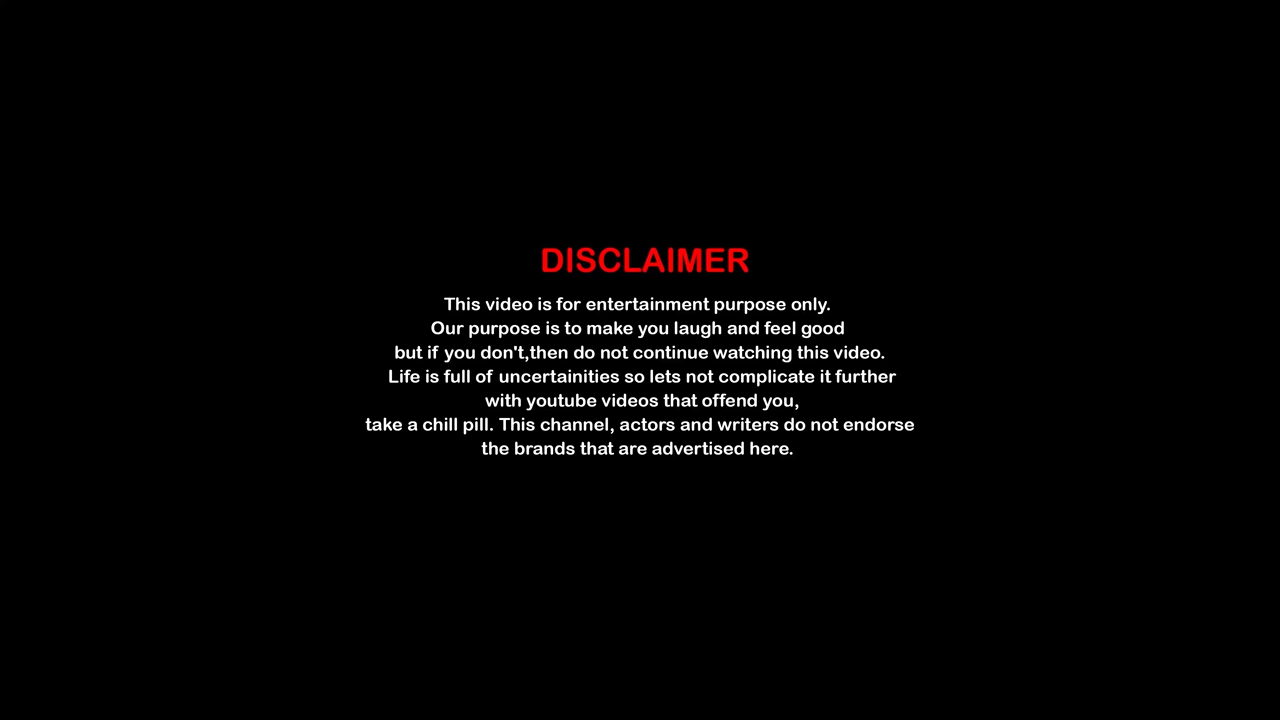 DISCLAIMER
This video is for entertainment purpose only.
Our purpose is to make you laugh and feel good
but if you don't,then do not continue watching this video.
Life is full of uncertainities so lets not complicate it further
with youtube videos that offend you,
take a chill pill. This channel, actors and writers do not endorse
the brands that are advertised here.